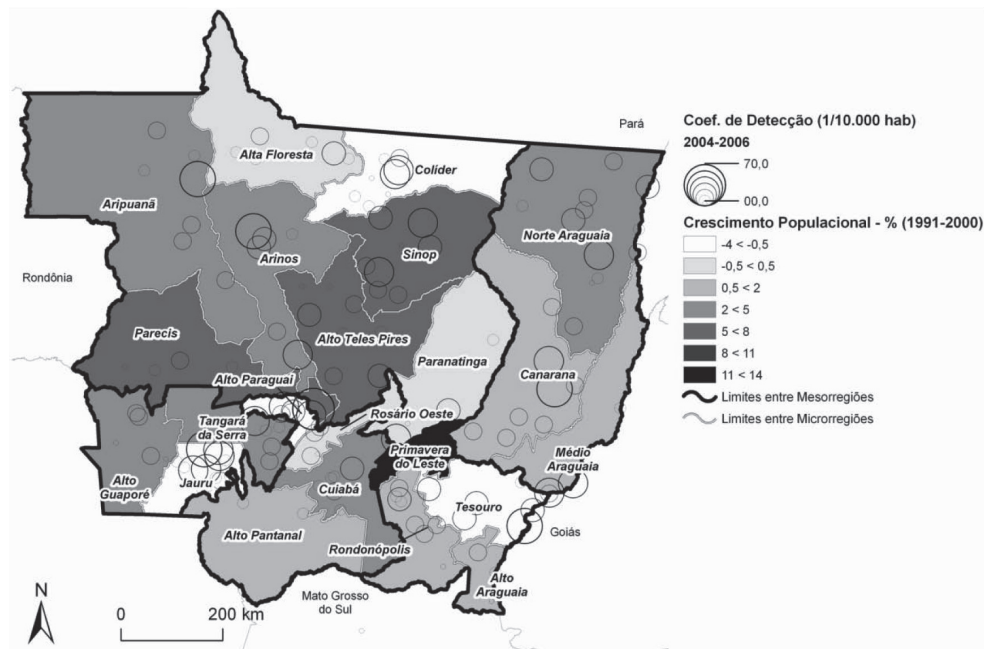 Pará
Coef. de Detecção (1/10.000 hab)
2004-2006
70,0
00,0
Crescimento Populacional - % (1991-2000)
-4 < -0,5
-0,5 < 0,5
0,5 < 2
2 < 5
5 < 8
8 < 11
11 < 14
Limites entre Mesorregiões
Limites entre Microrregiões
Alta Floresta
Colider
Aripuanã
Norte Araguaia
Arinos
Sinop
Rondônia
Parecis
Alto Teles Pires
Paranatinga
Canarana
Alto Paraguai
Rosário Oeste
Tangará
da Serra
Primavera
do Leste
Médio
Araguaia
Alto
Guaporé
Jauru
Cuiabá
Tesouro
Goiás
Alto Pantanal
Rondonópolis
Alto
Araguaia
Mato Grosso
do Sul
N
0
200 km